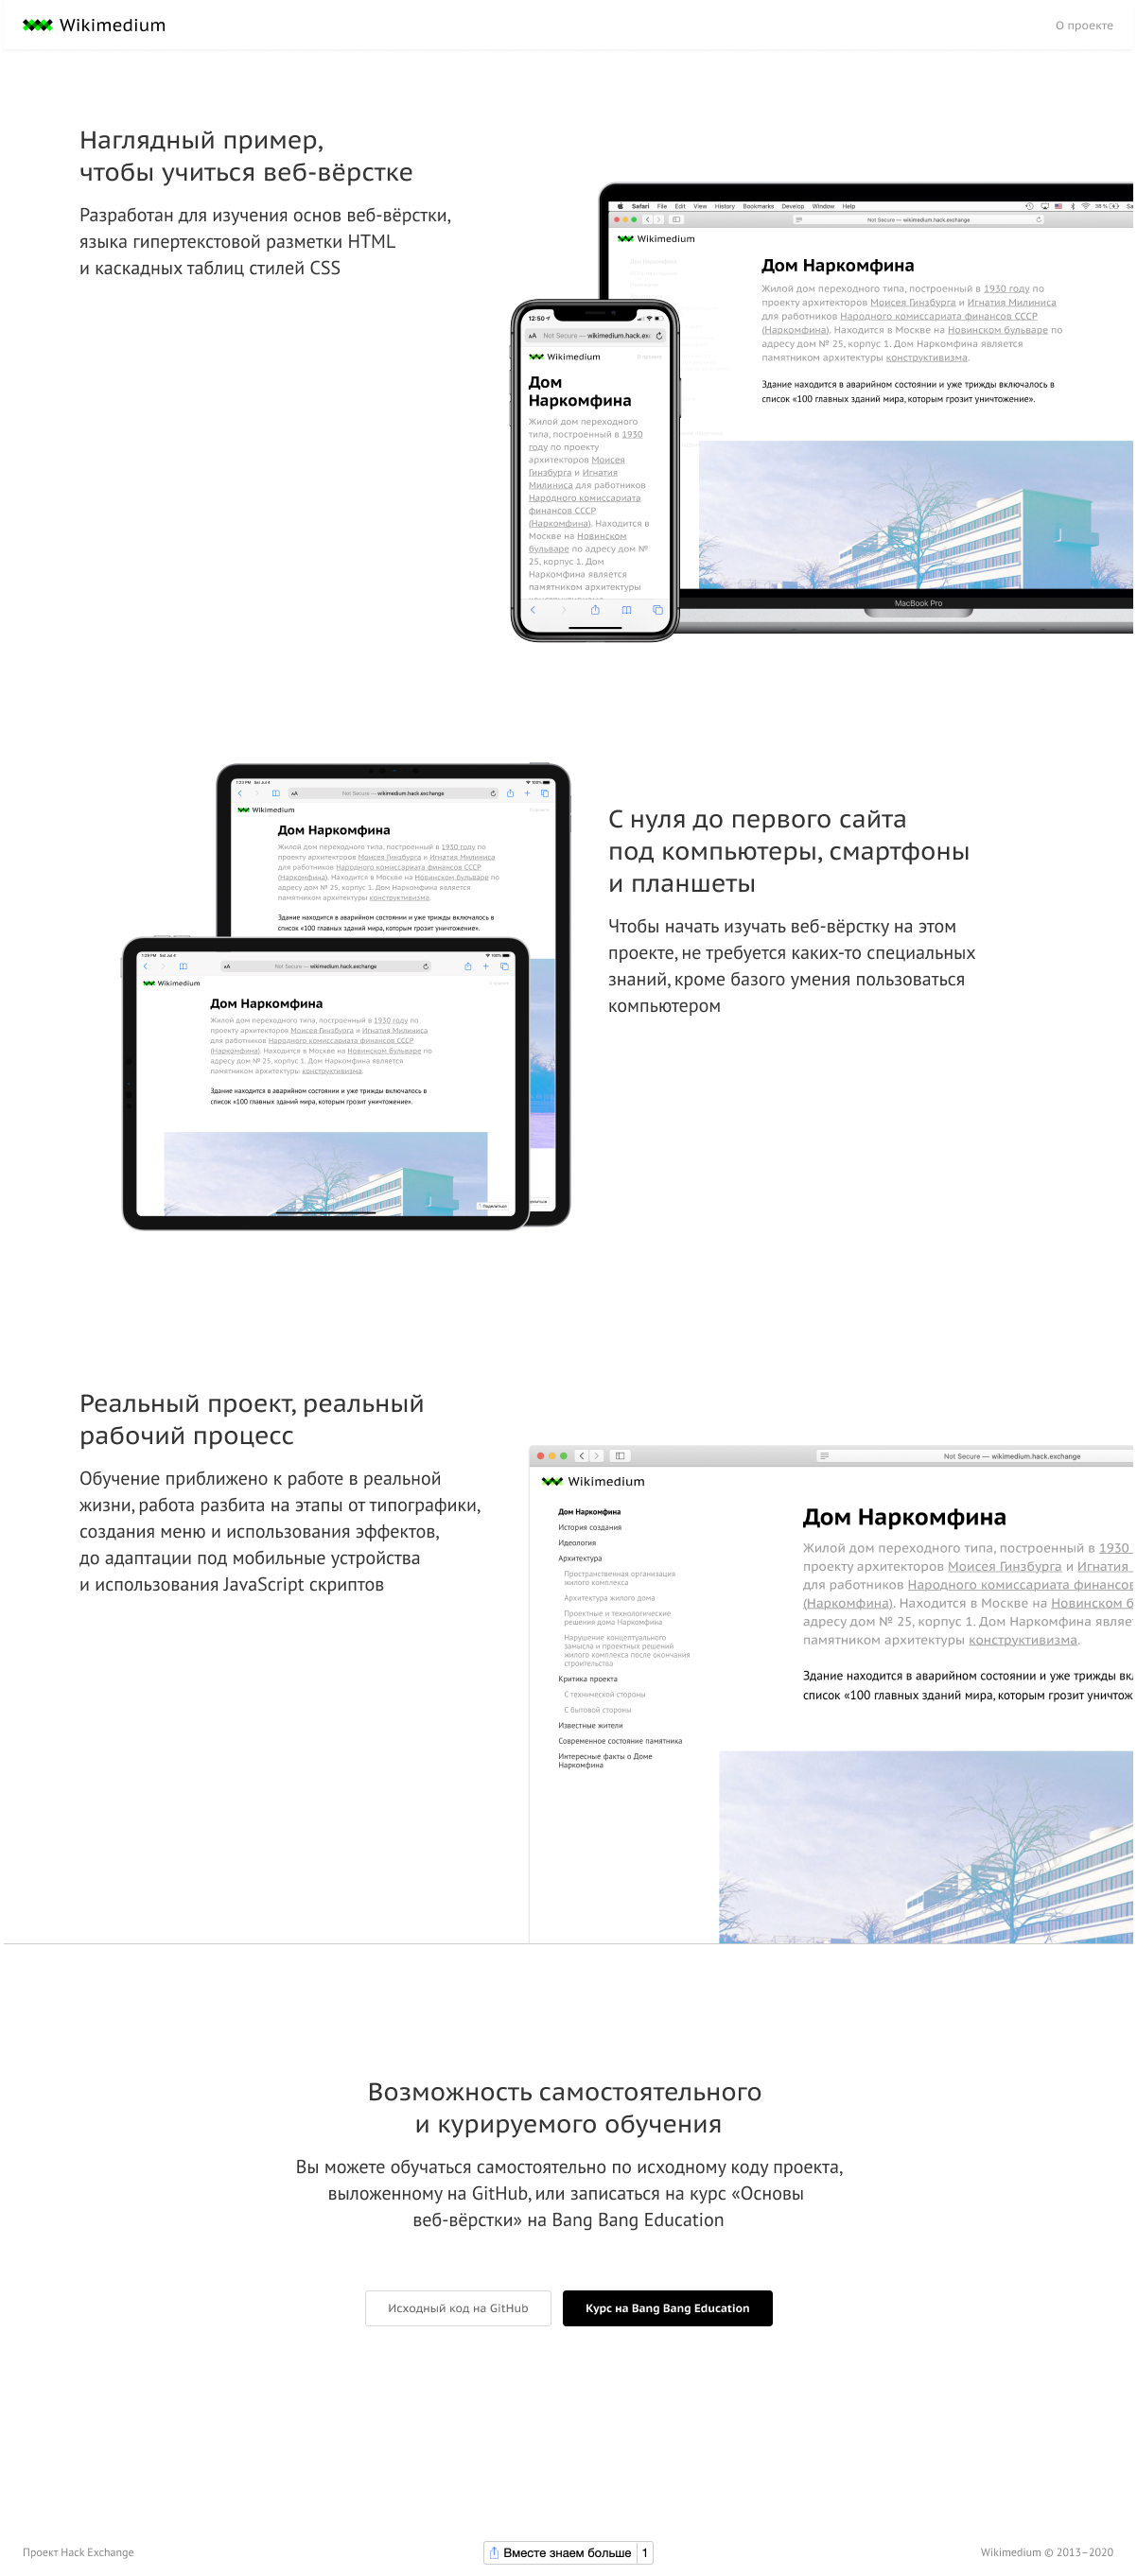 Wikimedium
О проекте
Наглядный пример,
чтобы учиться веб-вёрстке
Разработан для изучения основ веб-вёрстки,
языка гипертекстовой разметки HTML
и каскадных таблиц стилей CSS
Safari File Edit View History Bookmarks Develop Window Help
38 %
Not Secure — wikimedium.hack.exchange
Wikimedium
Дом Наркомфина
Жилой дом переходного типа, построенный в 1930 году по
проекту архитекторов Моисея Гинзбурга и Игнатия Милиниса
для работников Народного комиссариата финансов СССР
(Наркомфина). Находится в Москве на Новинском бульваре по
адресу дом № 25, корпус 1. Дом Наркомфина является
памятником архитектуры конструктивизма.
Здание находится в аварийном состоянии и уже трижды включалось в
список «100 главных зданий мира, которым грозит уничтожение».
MacBook Pro
12:50
AA Not Secure — wikimedium.hack.ex
Wikimedium
О проекте
Дом
Наркомфина
Жилой дом переходного
типа, построенный в 1930
году по проекту
архитекторов Моисея
Гинзбурга и Игнатия
Милиниса для работников
Народного комиссариата
финансов СССР
(Наркомфина). Находится в
Москве на Новинском
бульваре по адресу дом №
25, корпус 1. Дом
Наркомфина является
памятником архитектуры
7:23 PM Sat Jul 4
100%
AA Not Secure — wikimedium.hack.exchange
Wikimedium
Дом Наркомфина
Жилой дом переходного типа, построенный в 1930 году по
проекту архитекторов Моисея Гинзбурга и Игнатия Милиниса
для работников Народного комиссариата финансов СССР
(Наркомфина). Находится в Москве на Новинском бульваре по
адресу дом № 25, корпус 1. Дом Наркомфина является
памятником архитектуры конструктивизма.
Здание находится в аварийном состоянии и уже трижды включалось в
список «100 главных зданий мира, которым грозит уничтожение».
7:23 PM Sat Jul 4
100%
AA Not Secure — wikimedium.hack.exchange
Wikimedium
Дом Наркомфина
Жилой дом переходного типа, построенный в 1930 году по
проекту архитекторов Моисея Гинзбурга и Игнатия Милиниса
для работников Народного комиссариата финансов СССР
(Наркомфина). Находится в Москве на Новинском бульваре по
адресу дом № 25, корпус 1. Дом Наркомфина является
памятником архитектуры конструктивизма.
Здание находится в аварийном состоянии и уже трижды включалось в
список «100 главных зданий мира, которым грозит уничтожение».
Поделиться
С нуля до первого сайта
под компьютеры, смартфоны
и планшеты
Чтобы начать изучать веб-вёрстку на этом
проекте, не требуется каких-то специальных
знаний, кроме базого умения пользоваться
компьютером
Реальный проект, реальный
рабочий процесс
Обучение приближено к работе в реальной
жизни, работа разбита на этапы от типографики,
создания меню и использования эффектов,
до адаптации под мобильные устройства
и использования JavaScript скриптов
Not Secure — wikimedium.hack.exchange
Wikimedium
Дом Наркомфина
История создания
Идеология
Архитектура
Пространственная организация
жилого комплекса
Архитектура жилого дома
Проектные и технологические
решения дома Наркомфина
Нарушение концептуального
замысла и проектных решений
жилого комплекса после окончания
строительства
Критика проекта
С технической стороны
С бытовой стороны
Известные жители
Современное состояние памятника
Интересные факты о Доме
Наркомфина
Дом Наркомфина
Жилой дом переходного типа, построенный в 1930
проекту архитекторов Моисея Гинзбурга и Игнатия
для работников Народного комиссариата финансов
(Наркомфина). Находится в Москве на Новинском б
адресу дом № 25, корпус 1. Дом Наркомфина являет
памятником архитектуры конструктивизма.
Здание находится в аварийном состоянии и уже трижды вкл
список «100 главных зданий мира, которым грозит уничтож
Возможность самостоятельного
и курируемого обучения
Вы можете обучаться самостоятельно по исходному коду проекта,
выложенному на GitHub, или записаться на курс «Основы
веб-вёрстки» на Bang Bang Education
Исходный код на GitHub
Курс на Bang Bang Education
Проект Hack Exchange
Вместе знаем больше 1
Wikimedium © 2013–2020